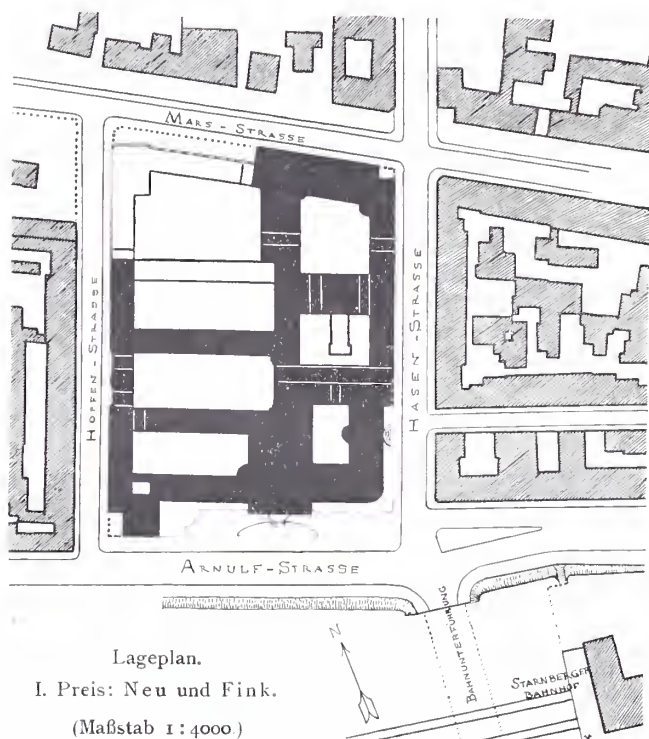 MARS - STRASSE
HOPFEN - STRASSE
HASEN - STRASSE
ARNULF - STRASSE
BAHNUNTERFÜHRUNG
N
STARNBERGER
BAHNHOF
Lageplan.
I. Preis: Neu und Fink.
(Maßstab 1 : 4000.)